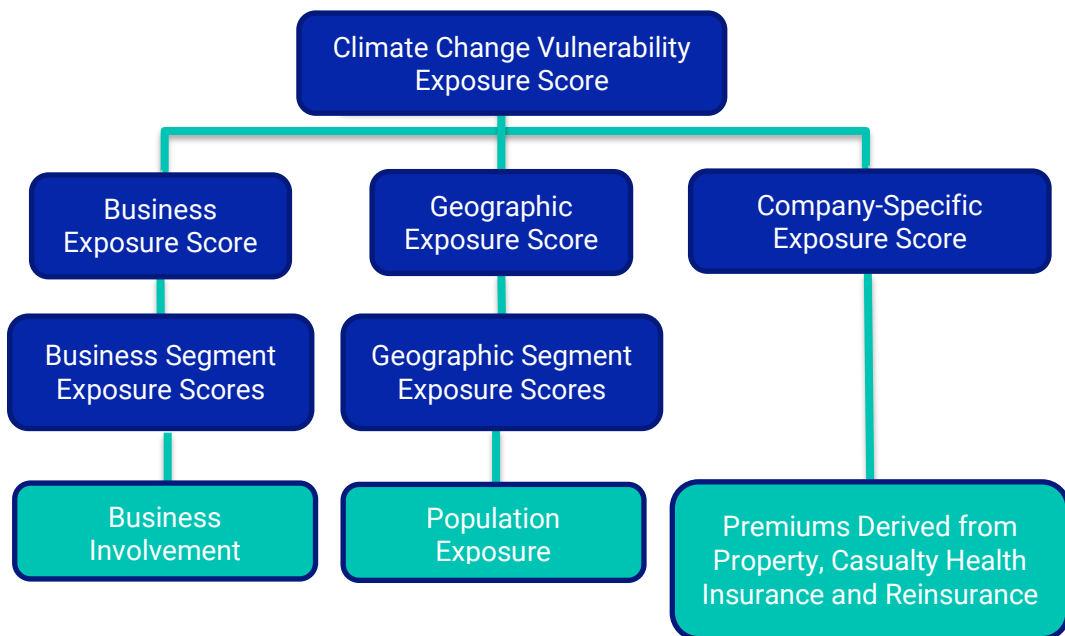 Climate Change Vulnerability
Exposure Score
Business
Exposure Score
Geographic
Exposure Score
Company-Specific
Exposure Score
Business Segment
Exposure Scores
Geographic Segment
Exposure Scores
Business
Involvement
Population
Exposure
Premiums Derived from
Property, Casualty Health
Insurance and Reinsurance